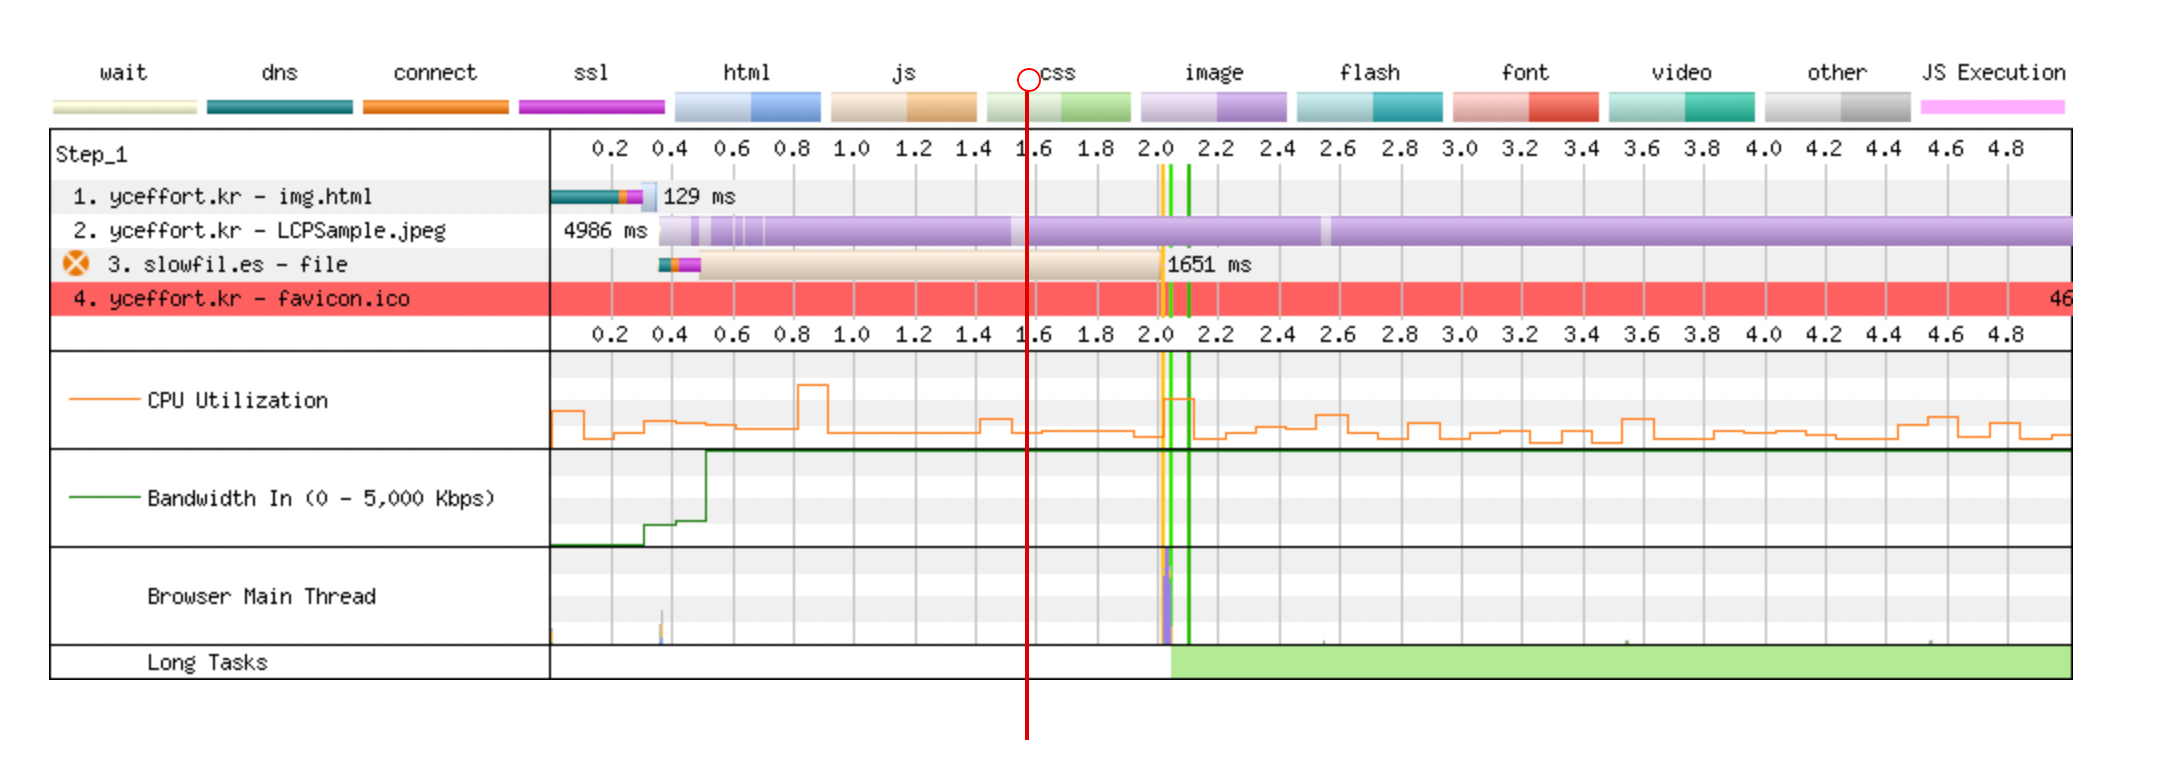 wait dns connect ssl html js css image flash font video other JS Execution
Step_1 0.2 0.4 0.6 0.8 1.0 1.2 1.4 1.6 1.8 2.0 2.2 2.4 2.6 2.8 3.0 3.2 3.4 3.6 3.8 4.0 4.2 4.4 4.6 4.8
1. yceffort.kr - img.html 129 ms
2. yceffort.kr - LCPSample.jpeg 4986 ms
3. slowfil.es - file 1651 ms
4. yceffort.kr - favicon.ico 46
0.2 0.4 0.6 0.8 1.0 1.2 1.4 1.6 1.8 2.0 2.2 2.4 2.6 2.8 3.0 3.2 3.4 3.6 3.8 4.0 4.2 4.4 4.6 4.8
CPU Utilization
Bandwidth In (0 - 5,000 Kbps)
Browser Main Thread
Long Tasks